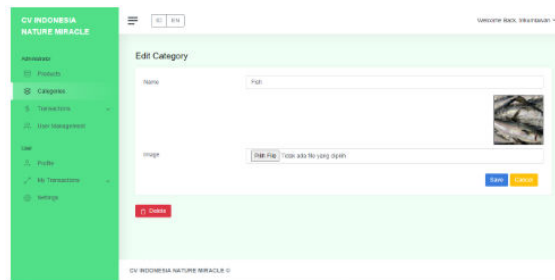 CV INDONESIA
NATURE MIRACLE
ID EN
Welcome Back,
Administrator
Products
Categories
Transactions
User Management
User
Profile
My Transactions
Settings
Edit Category
Name
Fish
Image
Pilih File Tidak ada file yang dipilih
Save Cancel
Delete
CV INDONESIA NATURE MIRACLE ©